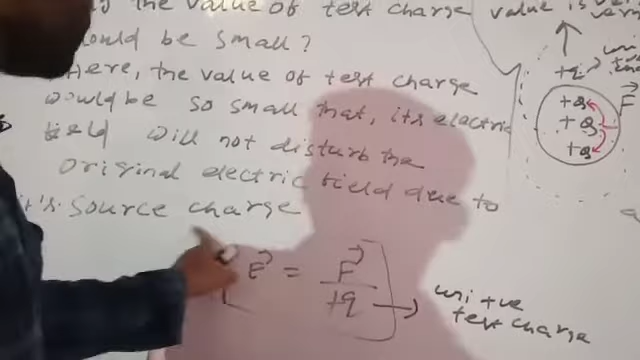 the value of test charge value is
would be small?
Here, the value of test charge
would be so small that, its electric
field will not disturb the
original electric field due to
it's source charge
E = F / +q
uni +ve
test charge
+q
+Q
+Q
+Q
F